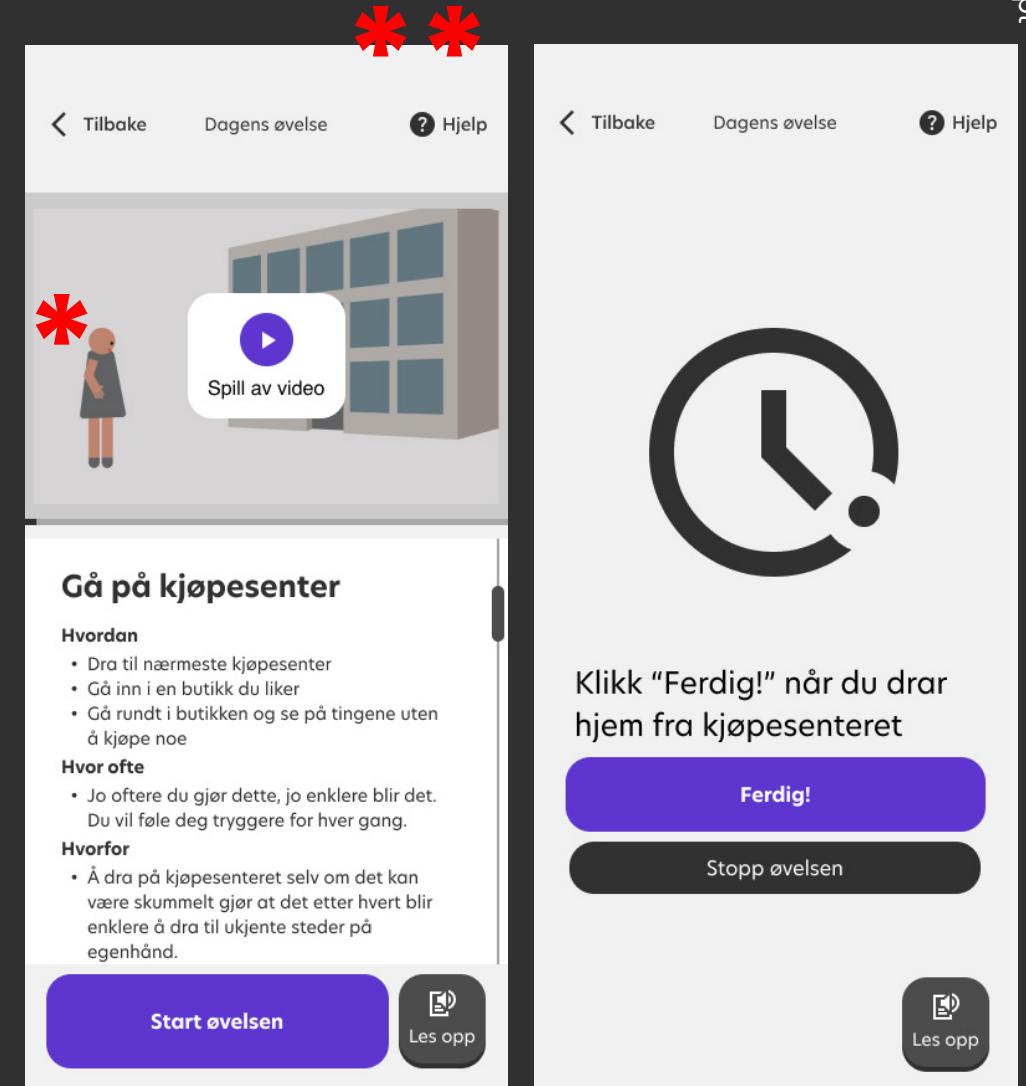 Tilbake
Dagens øvelse
? Hjelp
Spill av video
Gå på kjøpesenter
Hvordan
• Dra til nærmeste kjøpesenter
• Gå inn i en butikk du liker
• Gå rundt i butikken og se på tingene uten
å kjøpe noe
Hvor ofte
• Jo oftere du gjør dette, jo enklere blir det.
Du vil føle deg tryggere for hver gang.
Hvorfor
• Å dra på kjøpesenteret selv om det kan
være skummelt gjør at det etter hvert blir
enklere å dra til ukjente steder på
egenhånd.
Start øvelsen
Les opp
Tilbake
Dagens øvelse
? Hjelp
Klikk “Ferdig!” når du drar
hjem fra kjøpesenteret
Ferdig!
Stopp øvelsen
Les opp